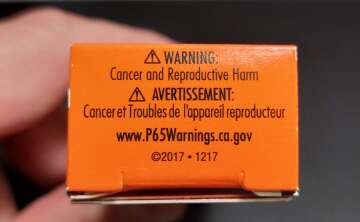 ⚠ WARNING:
Cancer and Reproductive Harm
⚠ AVERTISSEMENT:
Cancer et Troubles de l'appareil reproducteur
www.P65Warnings.ca.gov
©2017 • 1217